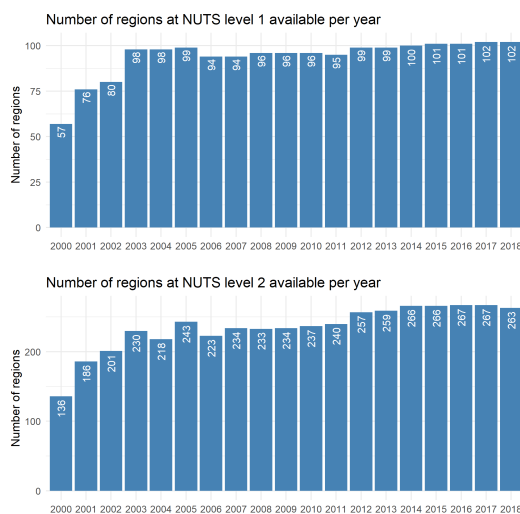 Number of regions at NUTS level 1 available per year
Number of regions
100
75
50
25
0
57 76 80 98 98 99 94 94 96 96 96 95 99 99 100 101 101 102 102
2000 2001 2002 2003 2004 2005 2006 2007 2008 2009 2010 2011 2012 2013 2014 2015 2016 2017 2018
Number of regions at NUTS level 2 available per year
Number of regions
200
100
0
136 186 201 230 218 243 223 234 233 234 237 240 257 259 266 266 267 267 263
2000 2001 2002 2003 2004 2005 2006 2007 2008 2009 2010 2011 2012 2013 2014 2015 2016 2017 2018